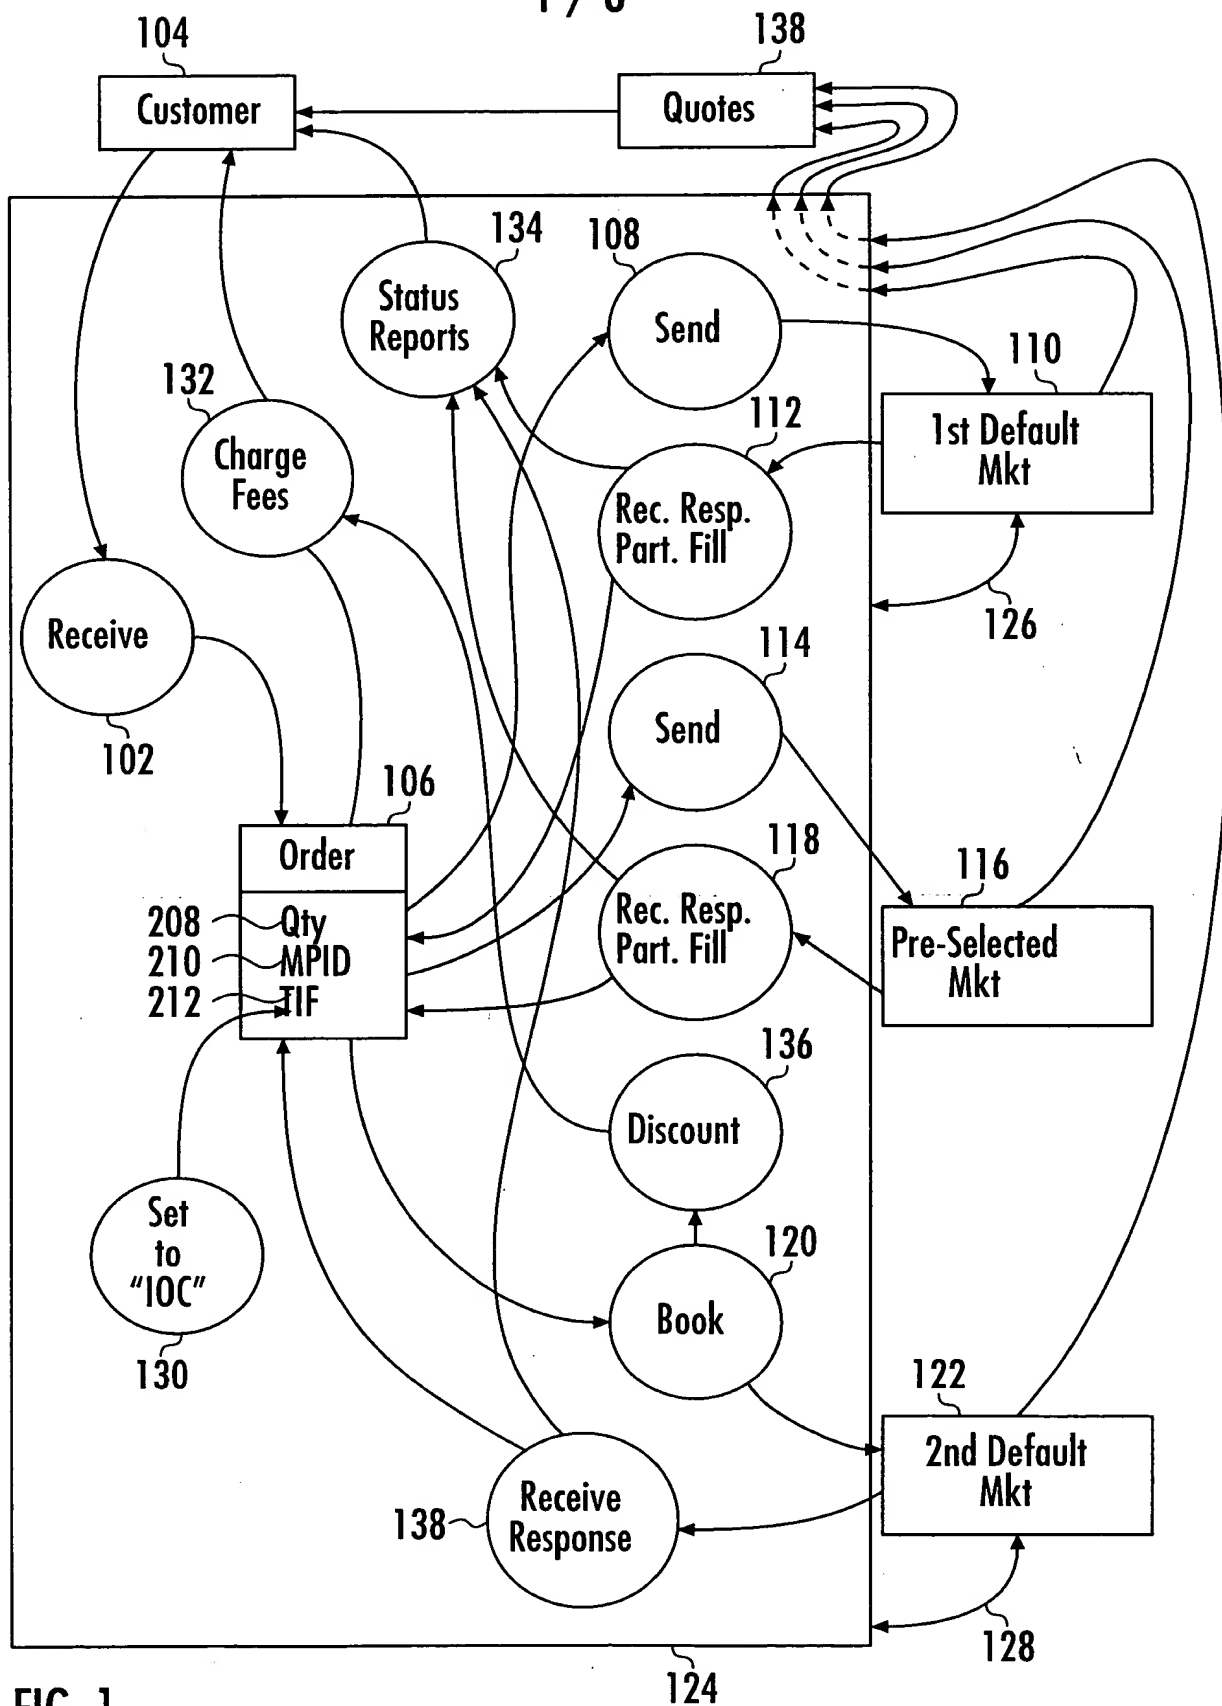 104
138
Customer
Quotes
134
108
Status
Reports
Send
110
132
112
1st Default
Mkt
Charge
Fees
Rec. Resp.
Part. Fill
126
Receive
114
Send
102
106
118
116
Order
208
Qty
Rec. Resp.
Part. Fill
Pre-Selected
Mkt
210
MPID
212
TIF
136
Discount
Set
to
"IOC"
120
Book
130
122
2nd Default
Mkt
138
Receive
Response
128
124